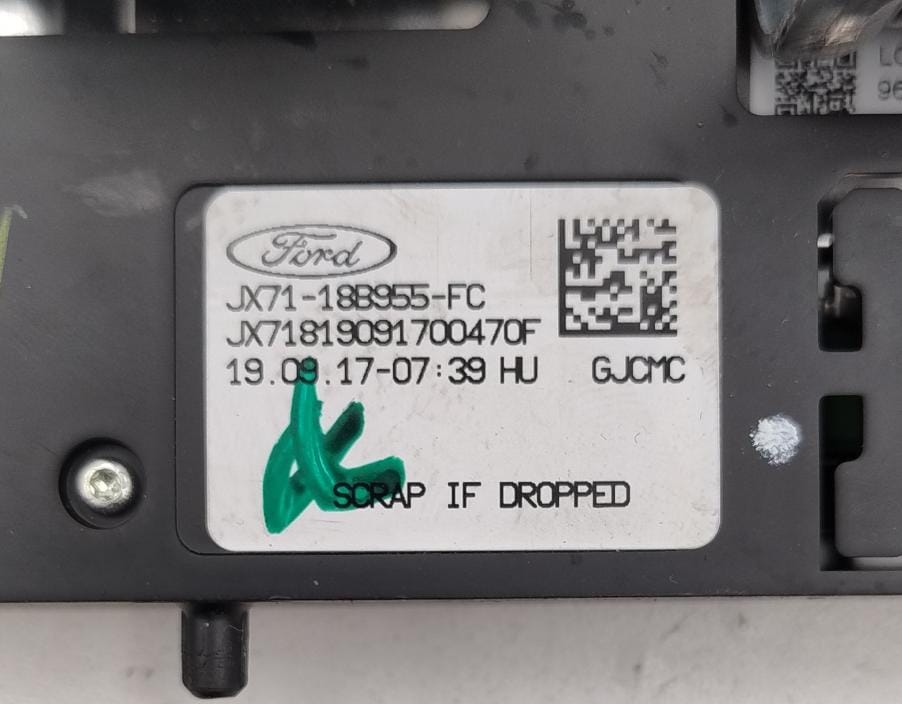 Ford
JX71-18B955-FC
JX71819091700470F
19.09.17-07:39 HU GJCMC
SCRAP IF DROPPED